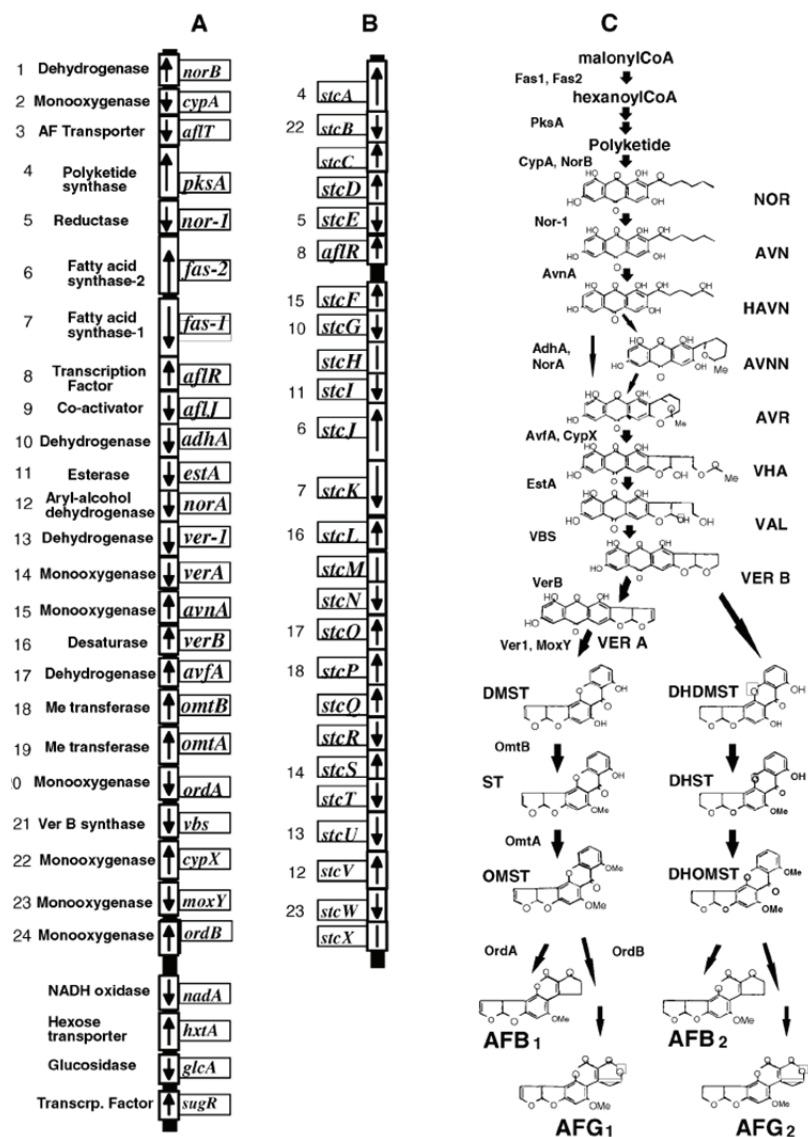 A
1 Dehydrogenase norB
2 Monooxygenase cypA
3 AF Transporter aflT
4 Polyketide
synthase pksA
5 Reductase nor-1
6 Fatty acid
synthase-2 fas-2
7 Fatty acid
synthase-1 fas-1
8 Transcription
Factor aflR
9 Co-activator aflJ
10 Dehydrogenase adhA
11 Esterase estA
12 Aryl-alcohol
dehydrogenase norA
13 Dehydrogenase ver-1
14 Monooxygenase verA
15 Monooxygenase avnA
16 Desaturase verB
17 Dehydrogenase avfA
18 Me transferase omtB
19 Me transferase omtA
20 Monooxygenase ordA
21 Ver B synthase vbs
22 Monooxygenase cypX
23 Monooxygenase moxY
24 Monooxygenase ordB
NADH oxidase nadA
Hexose
transporter hxtA
Glucosidase glcA
Transcrp. Factor sugR
B
4 stcA
22 stcB
stcC
stcD
5 stcE
8 aflR
15 stcF
10 stcG
stcH
11 stcI
6 stcJ
7 stcK
16 stcL
stcM
stcN
17 stcO
18 stcP
stcQ
stcR
14 stcS
stcT
13 stcU
12 stcV
23 stcW
stcX
C
malonylCoA
Fas1, Fas2
hexanoylCoA
PksA
Polyketide
CypA, NorB
NOR
Nor-1
AVN
AvnA
HAVN
AdhA,
NorA
AVNN
AVR
AvfA, CypX
VHA
EstA
VAL
VBS
VER B
VerB
VER A
Ver1, MoxY
DMST DHDMST
OmtB
ST DHST
OmtA
OMST DHOMST
OrdA OrdB
AFB1 AFB2
AFG1 AFG2